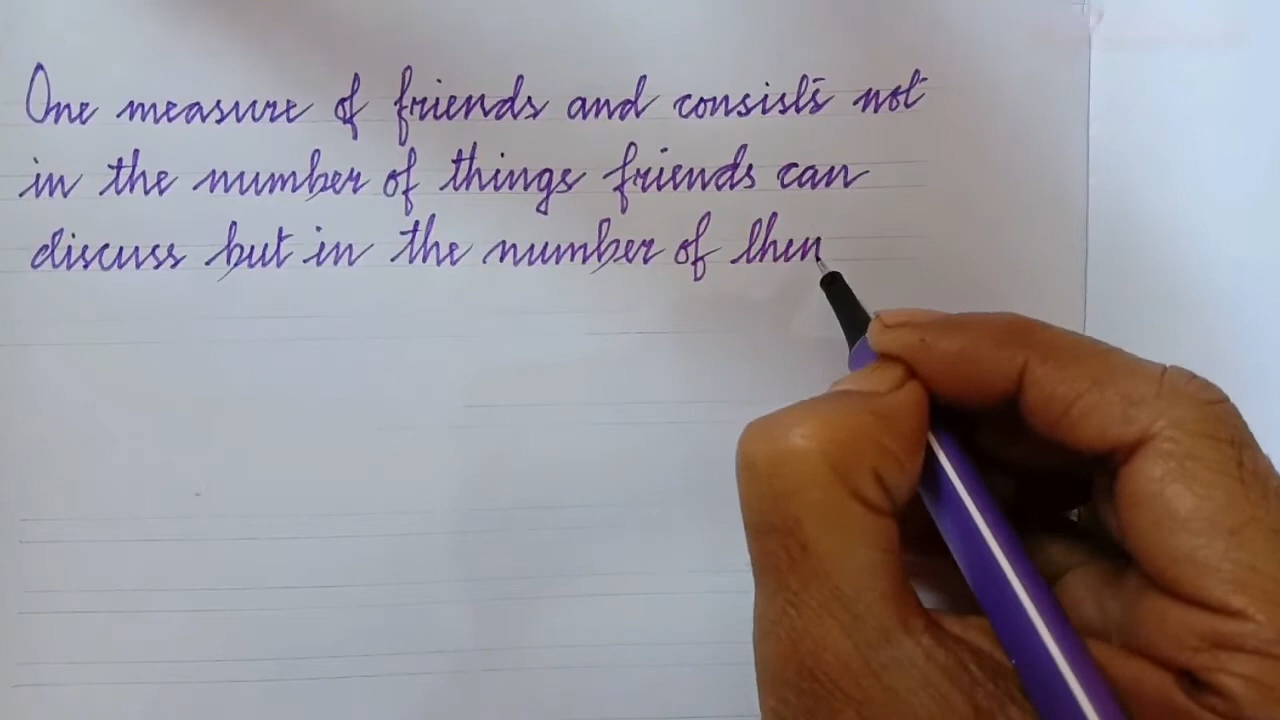 One measure of friends and consists not
in the number of things friends can
discuss but in the number of then